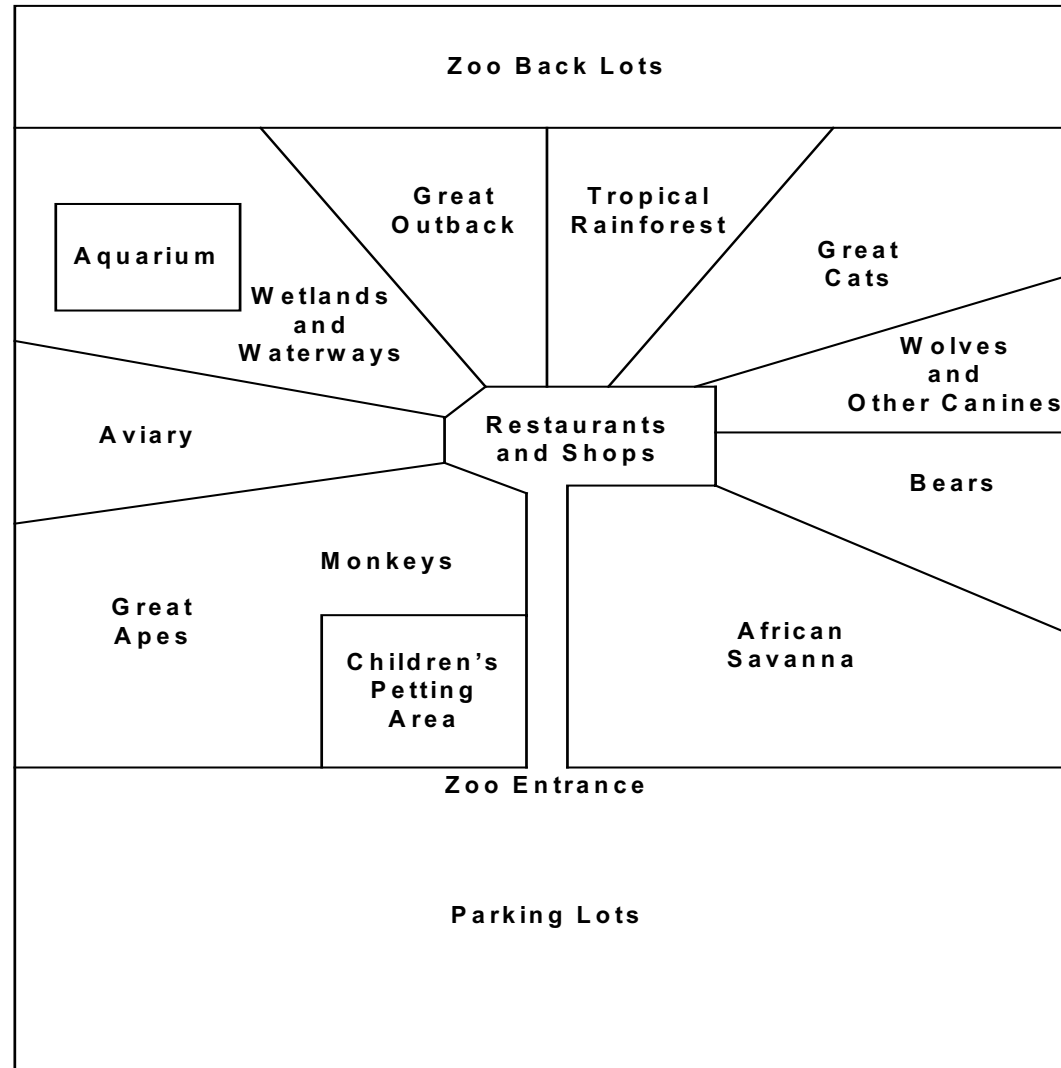 Zoo Back Lots
Great
Outback
Tropical
Rainforest
Great
Cats
Aquarium
Wetlands
and
Waterways
Wolves
and
Other Canines
Aviary
Restaurants
and Shops
Bears
Monkeys
Great
Apes
African
Savanna
Children’s
Petting
Area
Zoo Entrance
Parking Lots